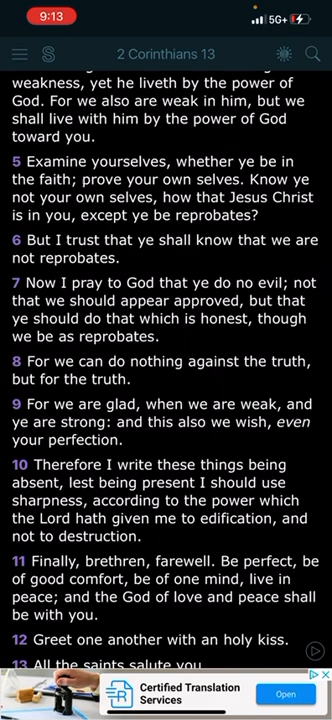 9:13
5G+
S
2 Corinthians 13
weakness, yet he liveth by the power of
God. For we also are weak in him, but we
shall live with him by the power of God
toward you.
5 Examine yourselves, whether ye be in
the faith; prove your own selves. Know ye
not your own selves, how that Jesus Christ
is in you, except ye be reprobates?
6 But I trust that ye shall know that we are
not reprobates.
7 Now I pray to God that ye do no evil; not
that we should appear approved, but that
ye should do that which is honest, though
we be as reprobates.
8 For we can do nothing against the truth,
but for the truth.
9 For we are glad, when we are weak, and
ye are strong: and this also we wish, even
your perfection.
10 Therefore I write these things being
absent, lest being present I should use
sharpness, according to the power which
the Lord hath given me to edification, and
not to destruction.
11 Finally, brethren, farewell. Be perfect, be
of good comfort, be of one mind, live in
peace; and the God of love and peace shall
be with you.
12 Greet one another with an holy kiss.
13 All the saints salute you
Certified Translation
Services
Open